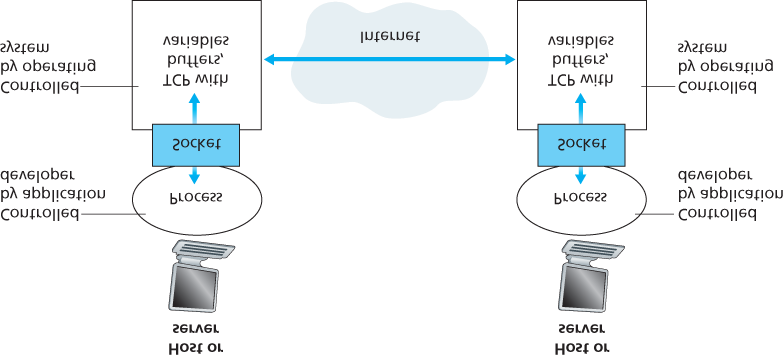 Host or
server
Host or
server
Controlled
by application
developer
Process
Process
Controlled
by application
developer
Socket
Socket
Controlled
by operating
system
TCP with
buffers,
variables
Internet
TCP with
buffers,
variables
Controlled
by operating
system